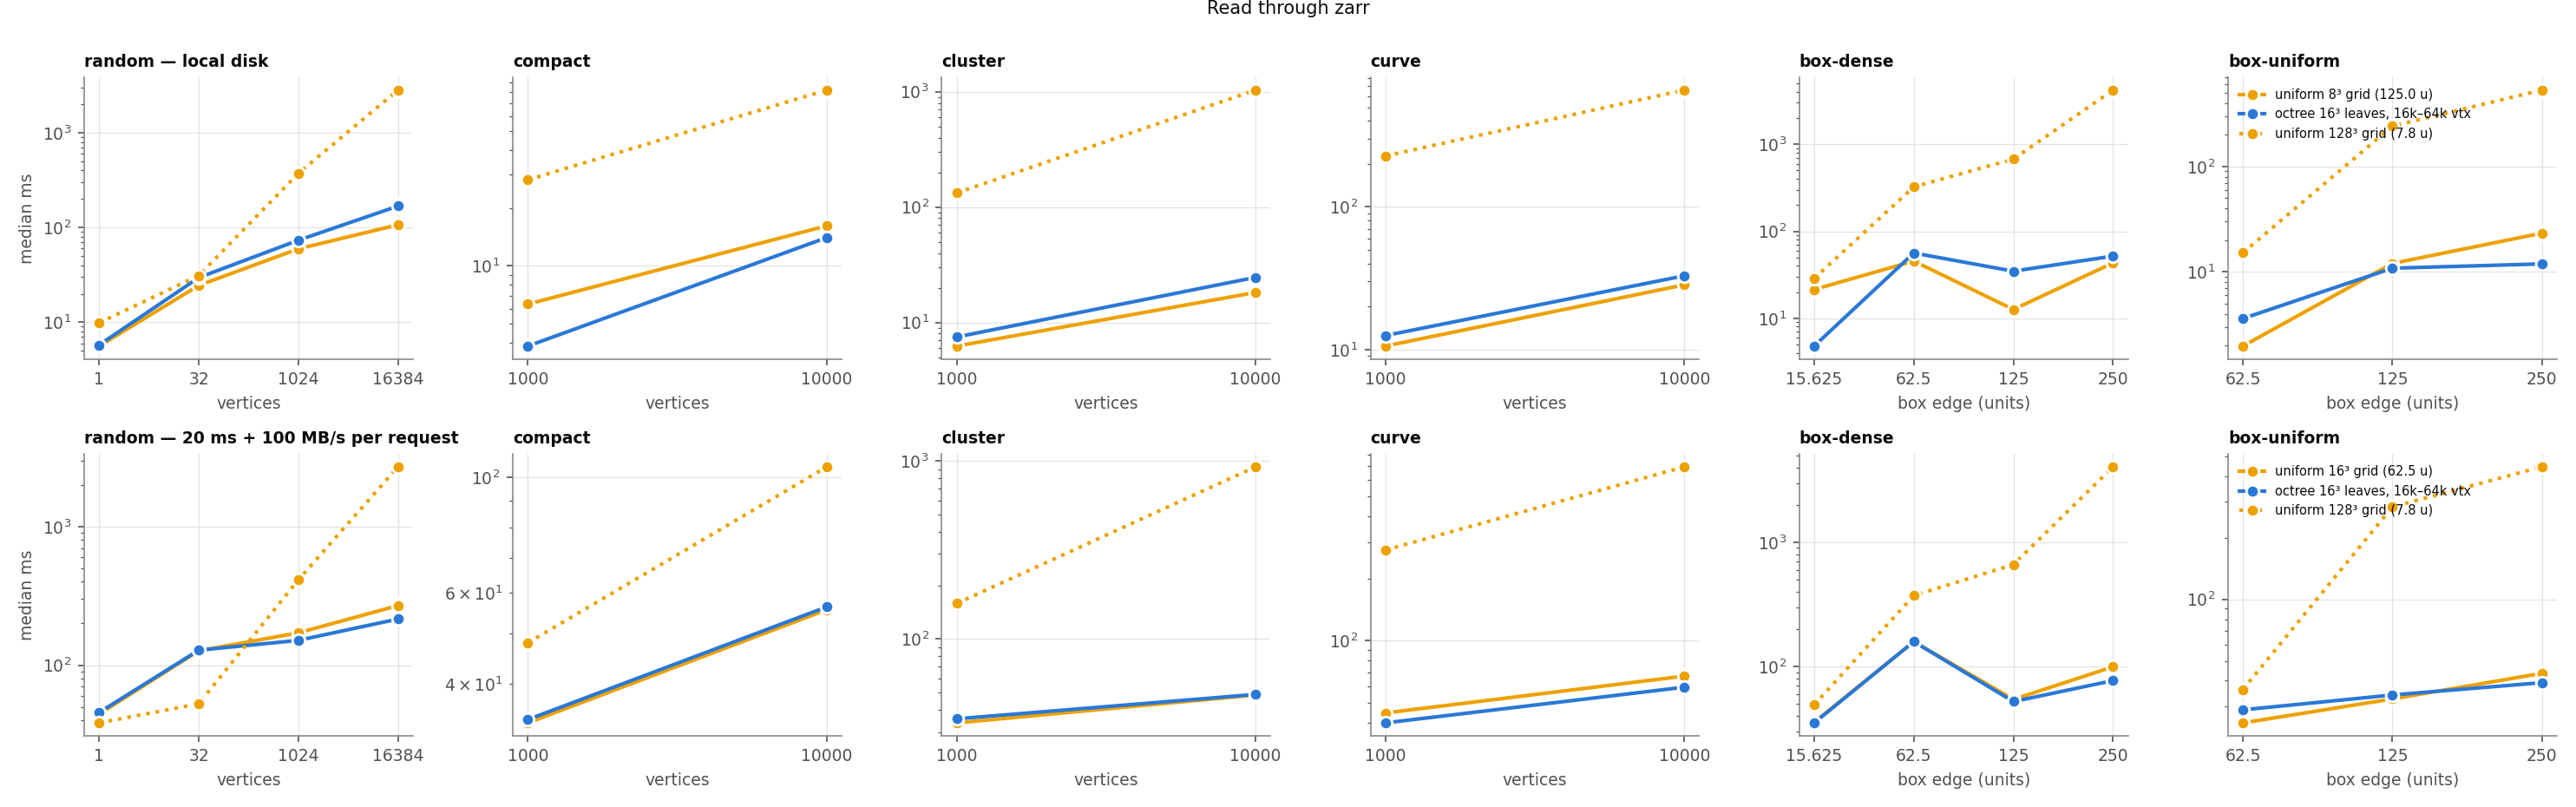 Read through zarr
random — local disk
compact
cluster
curve
box-dense
box-uniform
median ms
10³
10²
10¹
1
32
1024
16384
vertices
10¹
1000
10000
vertices
10³
10²
10¹
1000
10000
vertices
10²
10¹
1000
10000
vertices
10³
10²
10¹
15.625
62.5
125
250
box edge (units)
uniform 8³ grid (125.0 u)
octree 16³ leaves, 16k–64k vtx
uniform 128³ grid (7.8 u)
10²
10¹
62.5
125
250
box edge (units)
random — 20 ms + 100 MB/s per request
compact
cluster
curve
box-dense
box-uniform
median ms
10³
10²
1
32
1024
16384
vertices
10²
6 × 10¹
4 × 10¹
1000
10000
vertices
10³
10²
1000
10000
vertices
10²
1000
10000
vertices
10³
10²
15.625
62.5
125
250
box edge (units)
uniform 16³ grid (62.5 u)
octree 16³ leaves, 16k–64k vtx
uniform 128³ grid (7.8 u)
10²
62.5
125
250
box edge (units)